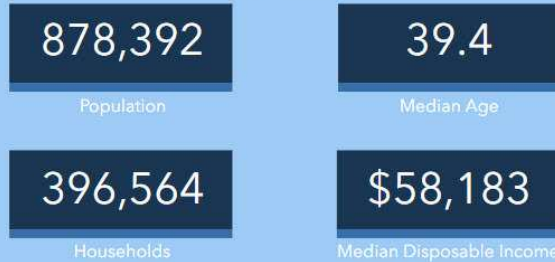 878,392
39.4
Population
Median Age
396,564
$58,183
Households
Median Disposable Income